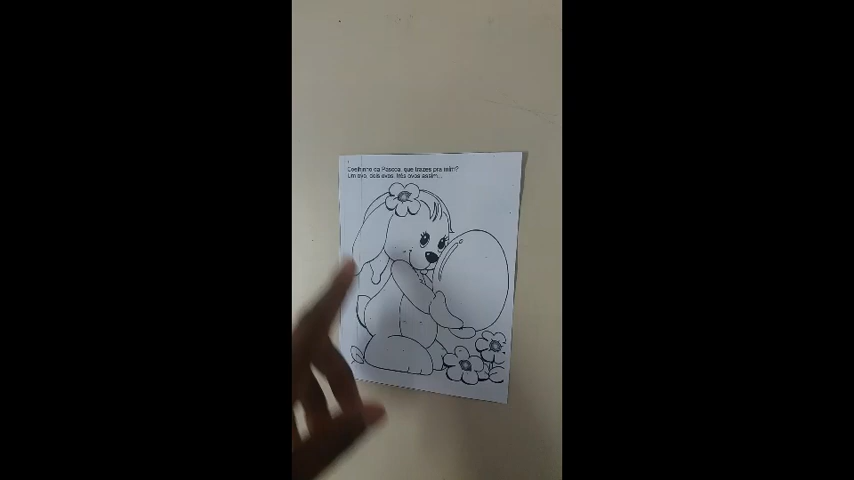 Coelhinho da Páscoa, que trazes pra mim?
Um ovo, dois ovos, três ovos assim...